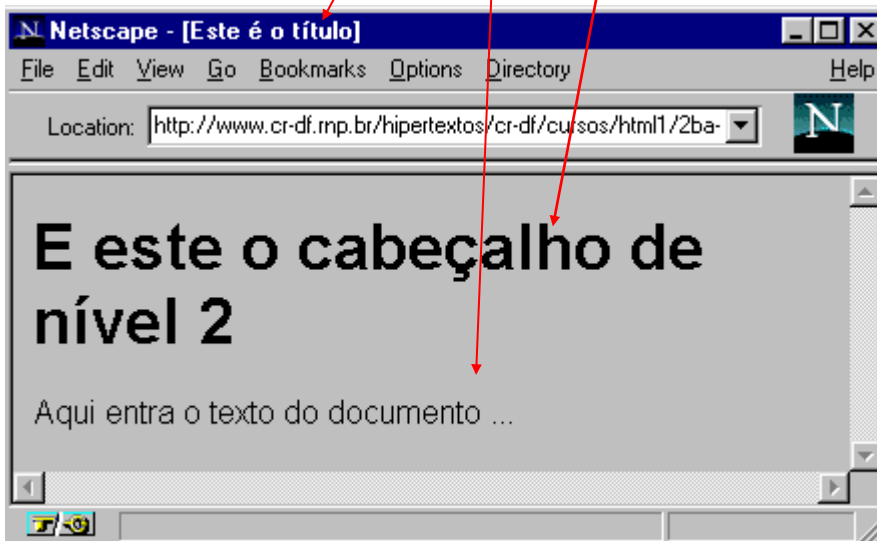 N Netscape - [Este é o título]
File Edit View Go Bookmarks Options Directory Help
Location: http://www.cr-df.rnp.br/hipertextos/cr-df/cursos/html1/2ba-
N
E este o cabeçalho de
nível 2
Aqui entra o texto do documento ...